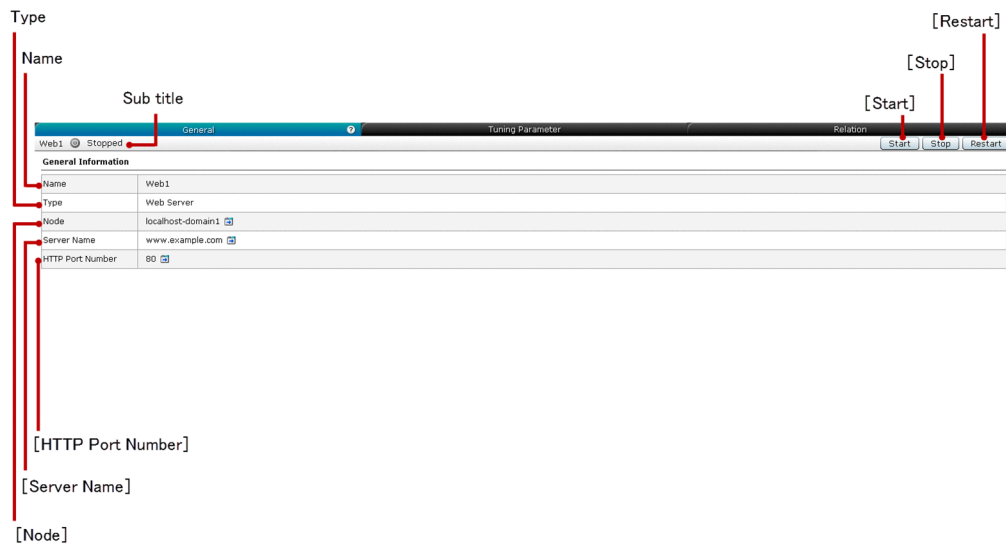 Type
[Restart]
Name
[Stop]
Sub title
[Start]
General ? Tuning Parameter Relation
Web1 Stopped Start Stop Restart
General Information
Name Web1
Type Web Server
Node localhost-domain1
Server Name www.example.com
HTTP Port Number 80
[HTTP Port Number]
[Server Name]
[Node]